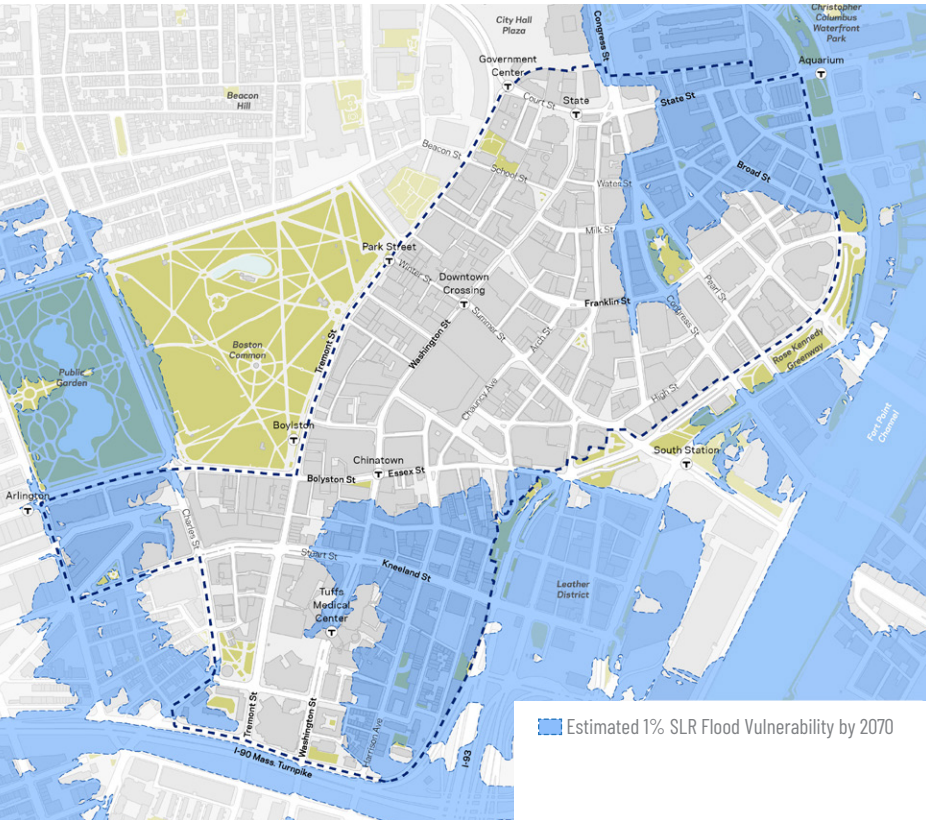 City Hall
Plaza
Christopher
Columbus
Waterfront
Park
Congress St
Government
Center
Aquarium
Beacon
Hill
Court St
State
State St
Beacon St
School St
Broad St
Water St
Milk St
Park Street
Winter St
Downtown
Crossing
Pearl St
Franklin St
Congress St
Summer St
Washington St
Arch St
Tremont St
Boston
Common
Public
Garden
Rose Kennedy
Greenway
Chauncy Ave
High St
Fort Point
Channel
Boylston
South Station
Chinatown
Essex St
Bolyston St
Arlington
Charles St
Stuart St
Kneeland St
Leather
District
Tufts
Medical
Center
Tremont St
Washington St
Harrison Ave
I-93
I-90 Mass. Turnpike
Estimated 1% SLR Flood Vulnerability by 2070